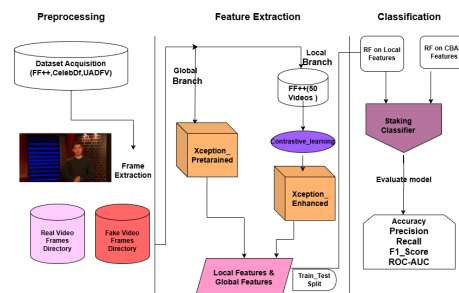 Preprocessing
Dataset Acquisition
(FF++,CelebDf,UADFV)
Frame
Extraction
Real Video
Frames
Directory
Fake Video
Frames
Directory
Feature Extraction
Global
Branch
Local
Branch
FF++(50
Videos )
Contrastive_learning
Xception_
Pretarained
Xception_
Enhanced
Local Features &
Global Features
Train_Test
Split
Classification
RF on Local
Features
RF on CBA
Features
Staking
Classifier
Evaluate model
Accuracy
Precision
Recall
F1_Score
ROC-AUC